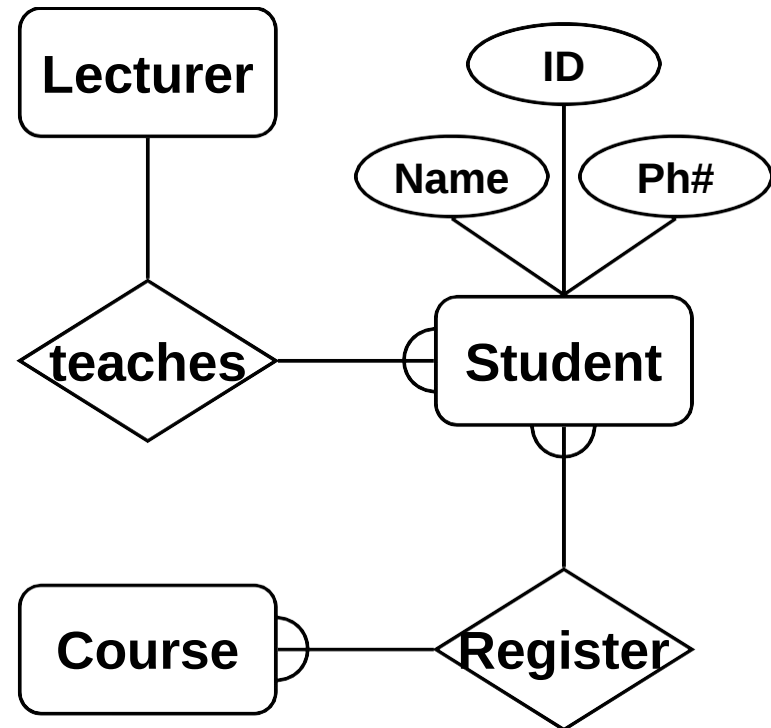 Lecturer
ID
Name
Ph#
teaches
Student
Course
Register